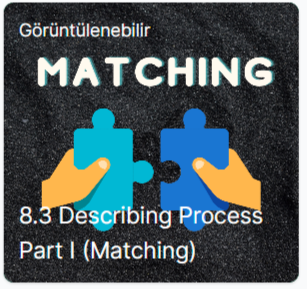 Görüntülenebilir
MATCHING
8.3 Describing Process
Part I (Matching)